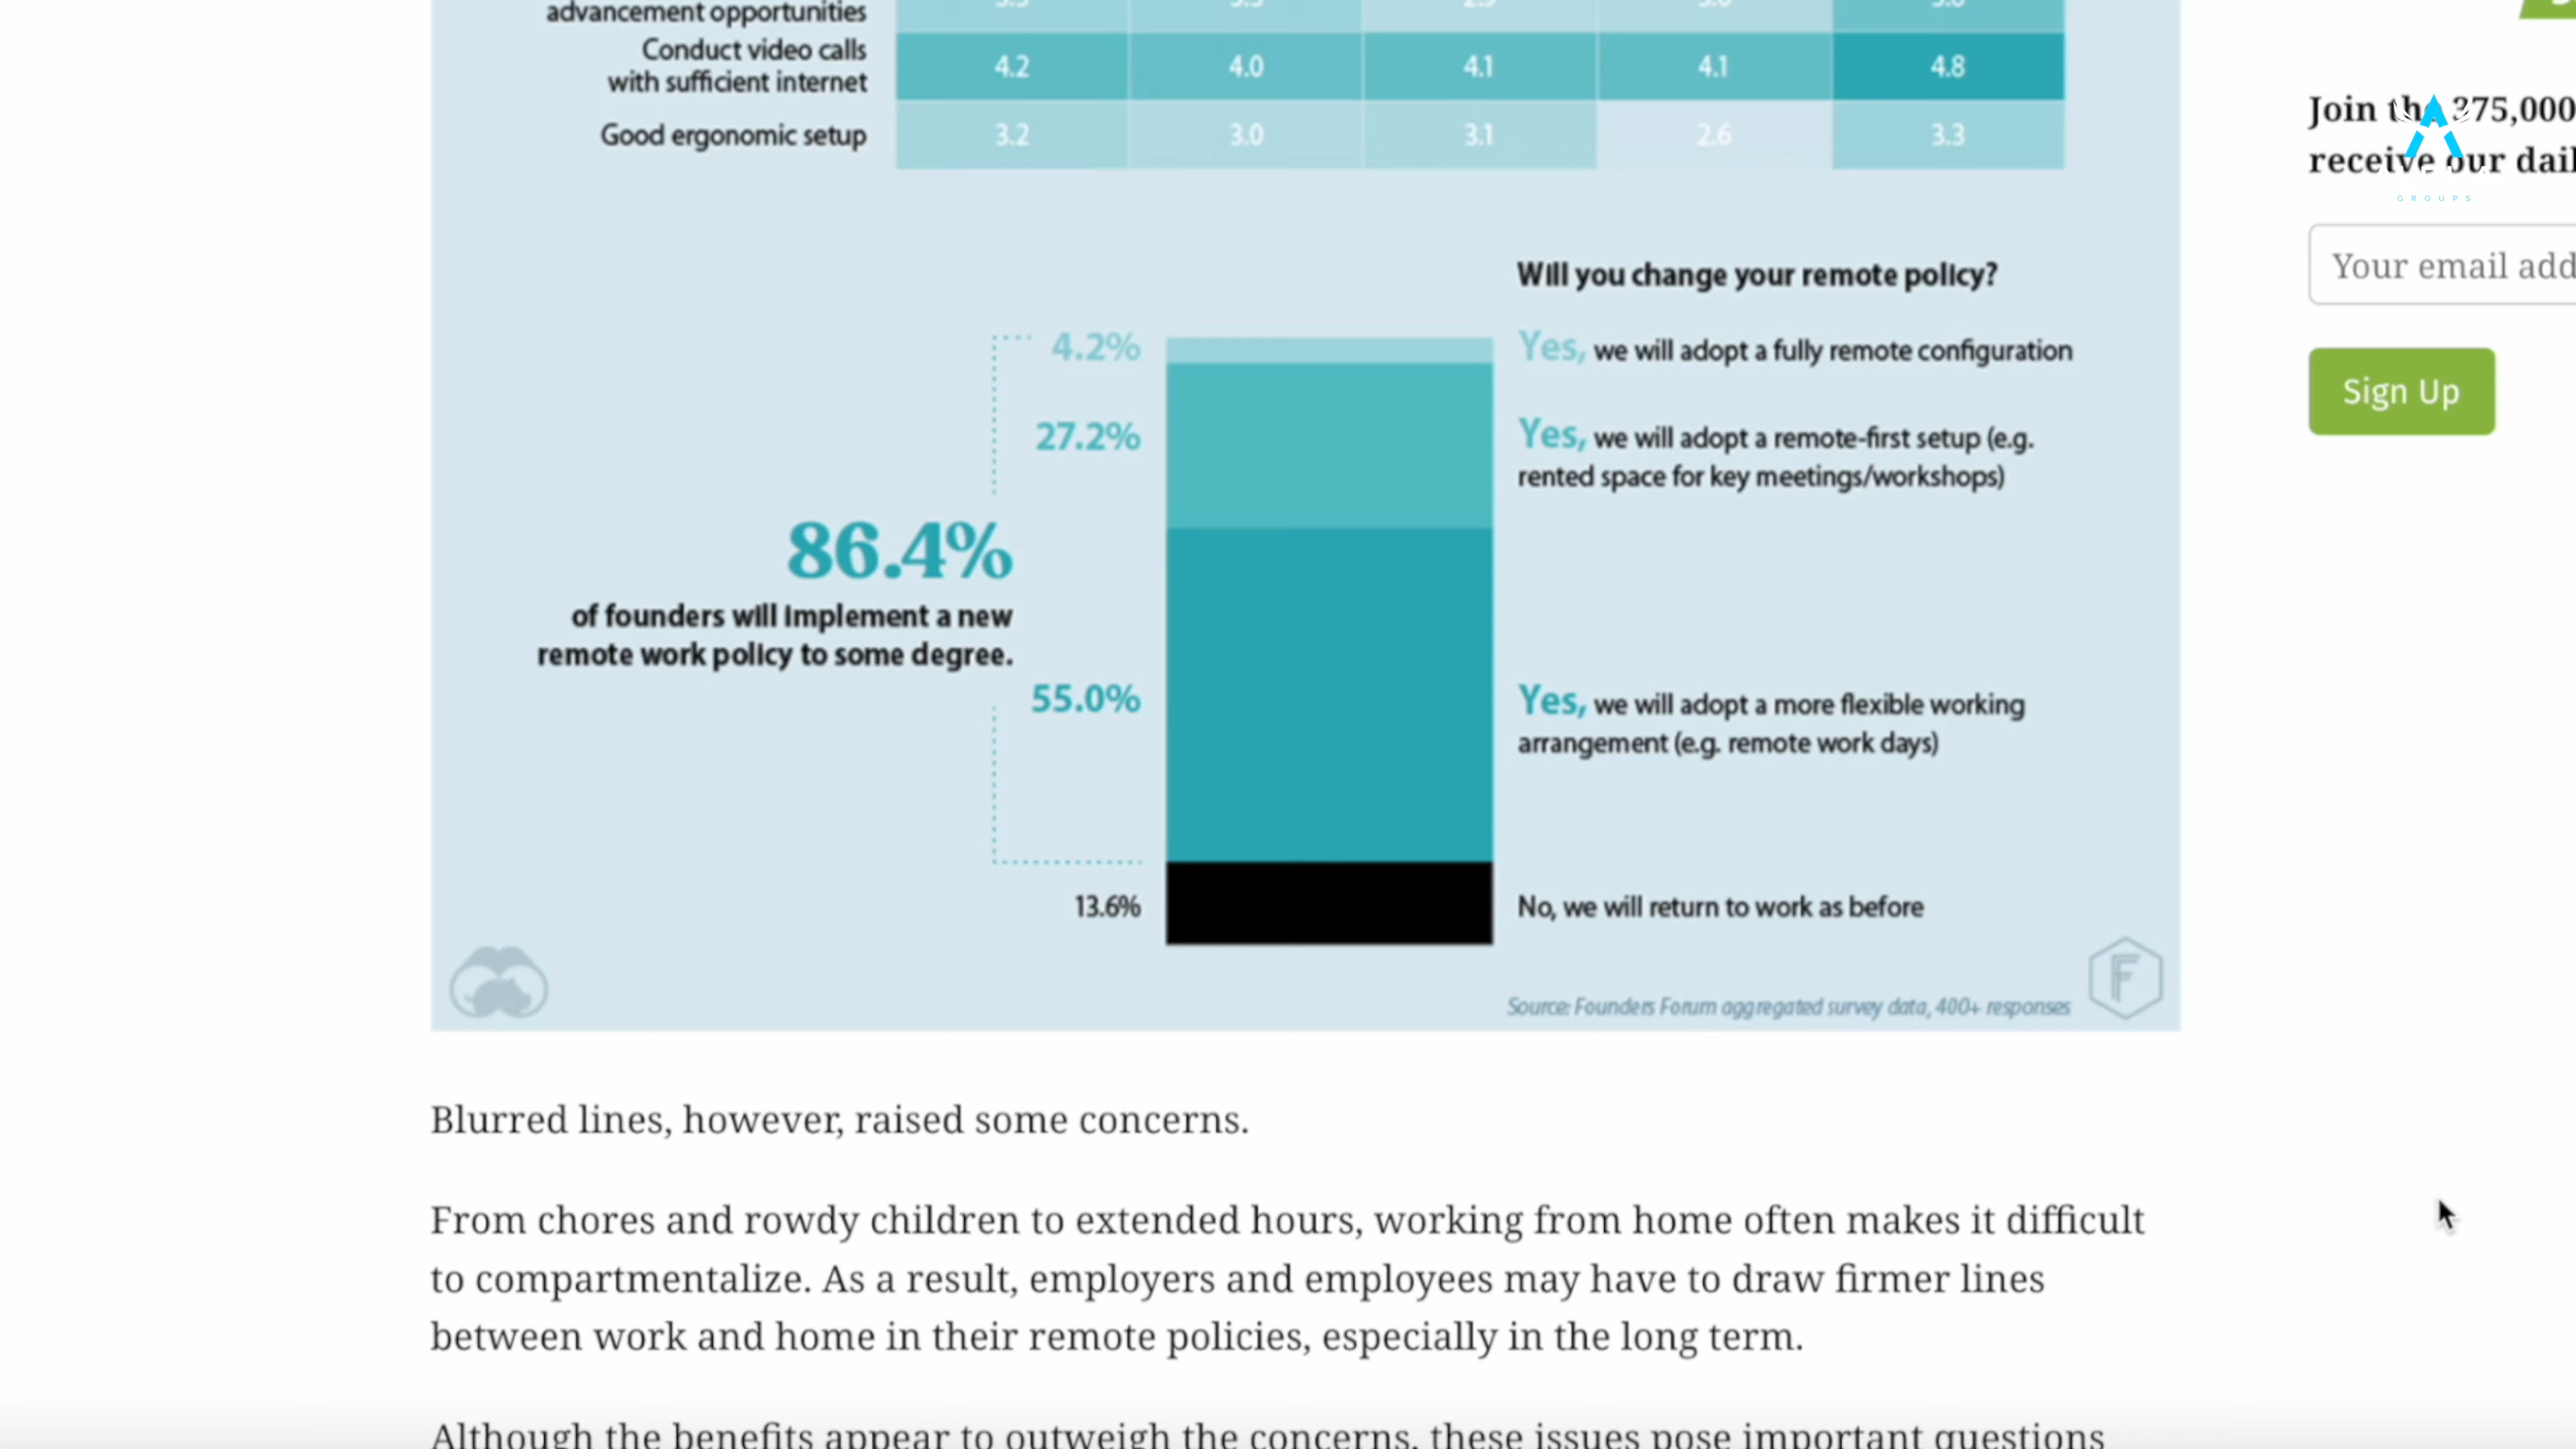 advancement opportunities
Conduct video calls
with sufficient internet
4.2 4.0 4.1 4.1 4.8
Good ergonomic setup
3.2 3.0 3.1 2.6 3.3
Will you change your remote policy?
4.2%
Yes, we will adopt a fully remote configuration
27.2%
Yes, we will adopt a remote-first setup (e.g.
rented space for key meetings/workshops)
86.4%
of founders will implement a new
remote work policy to some degree.
55.0%
Yes, we will adopt a more flexible working
arrangement (e.g. remote work days)
13.6%
No, we will return to work as before
F
Source: Founders Forum aggregated survey data, 400+ responses
Blurred lines, however, raised some concerns.
From chores and rowdy children to extended hours, working from home often makes it difficult
to compartmentalize. As a result, employers and employees may have to draw firmer lines
between work and home in their remote policies, especially in the long term.
Although the benefits appear to outweigh the concerns, these issues pose important questions
Join the 375,000
receive our
GROUPS
Your email
Sign Up